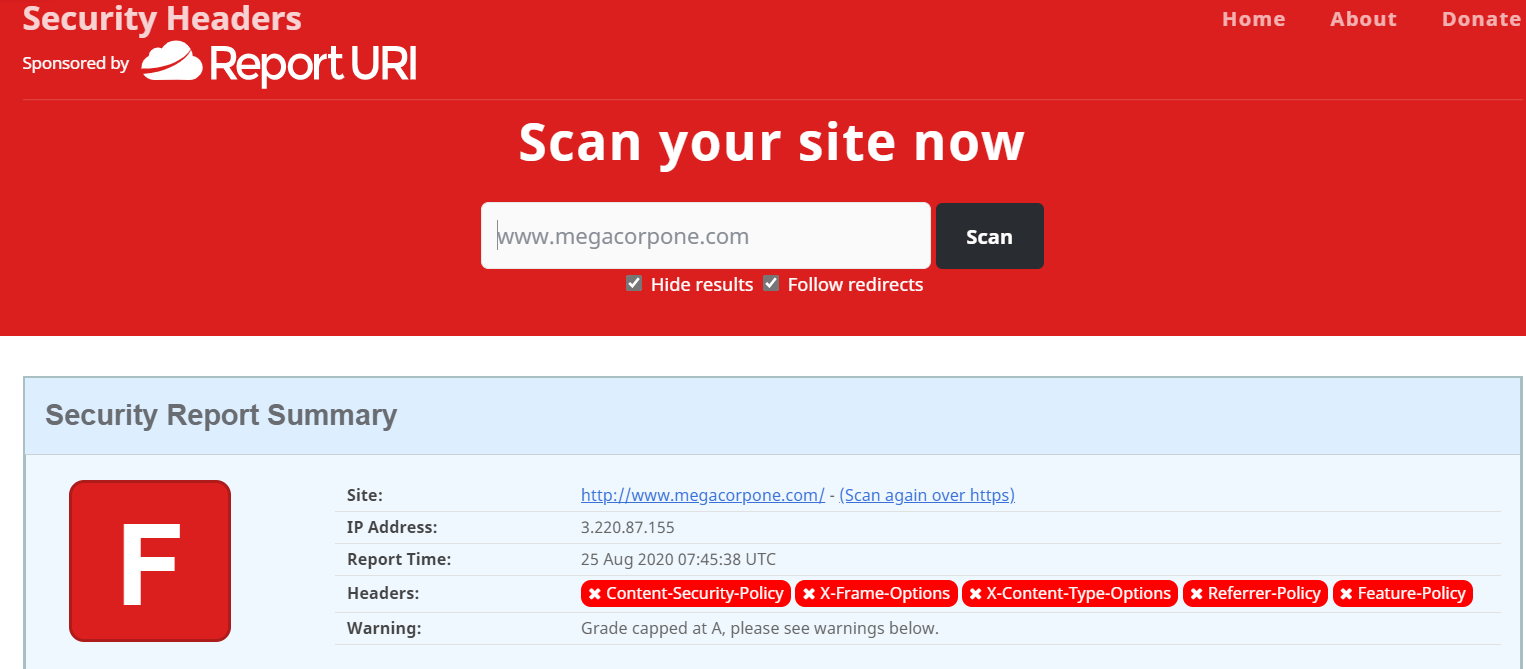 Security Headers
Home About Donate
Sponsored by Report URI
Scan your site now
www.megacorpone.com Scan
Hide results Follow redirects
Security Report Summary
F
Site: http://www.megacorpone.com/ - (Scan again over https)
IP Address: 3.220.87.155
Report Time: 25 Aug 2020 07:45:38 UTC
Headers: ✖ Content-Security-Policy ✖ X-Frame-Options ✖ X-Content-Type-Options ✖ Referrer-Policy ✖ Feature-Policy
Warning: Grade capped at A, please see warnings below.